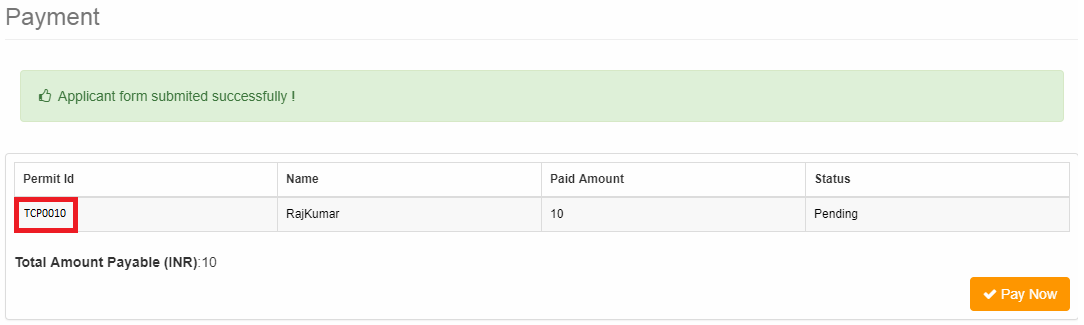 Payment
Applicant form submited successfully !
Permit Id Name Paid Amount Status
TCP0010 RajKumar 10 Pending
Total Amount Payable (INR):10
Pay Now